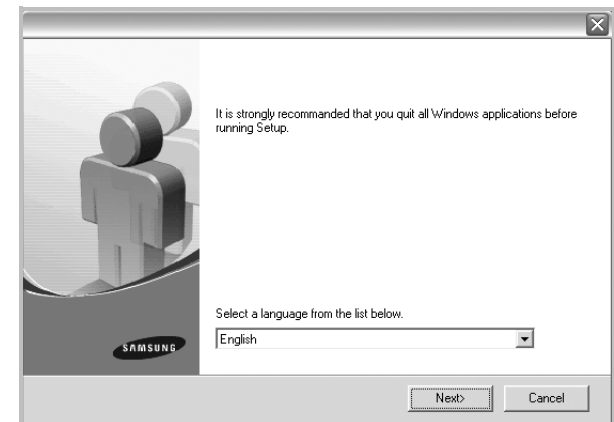 It is strongly recommanded that you quit all Windows applications before
running Setup.
Select a language from the list below.
English
SAMSUNG
Next>
Cancel